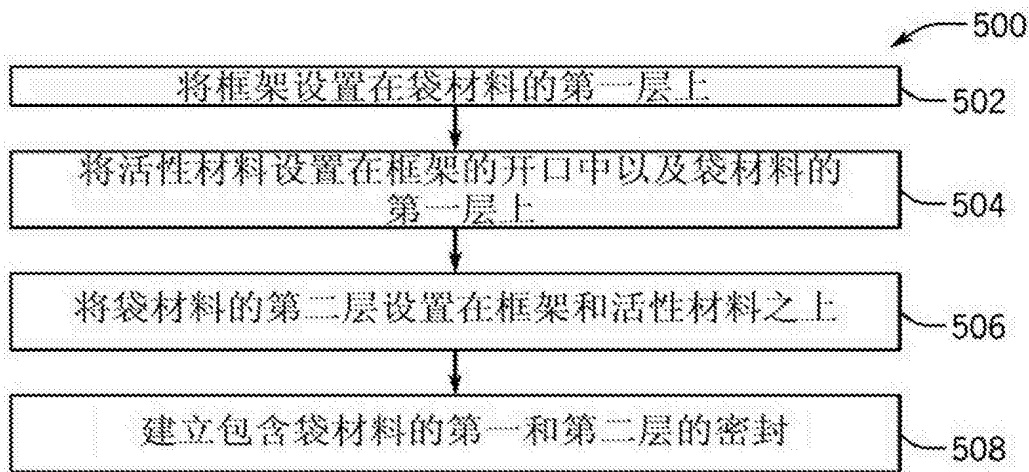 500
将框架设置在袋材料的第一层上
502
将活性材料设置在框架的开口中以及袋材料的
第一层上
504
将袋材料的第二层设置在框架和活性材料之上
506
建立包含袋材料的第一和第二层的密封
508